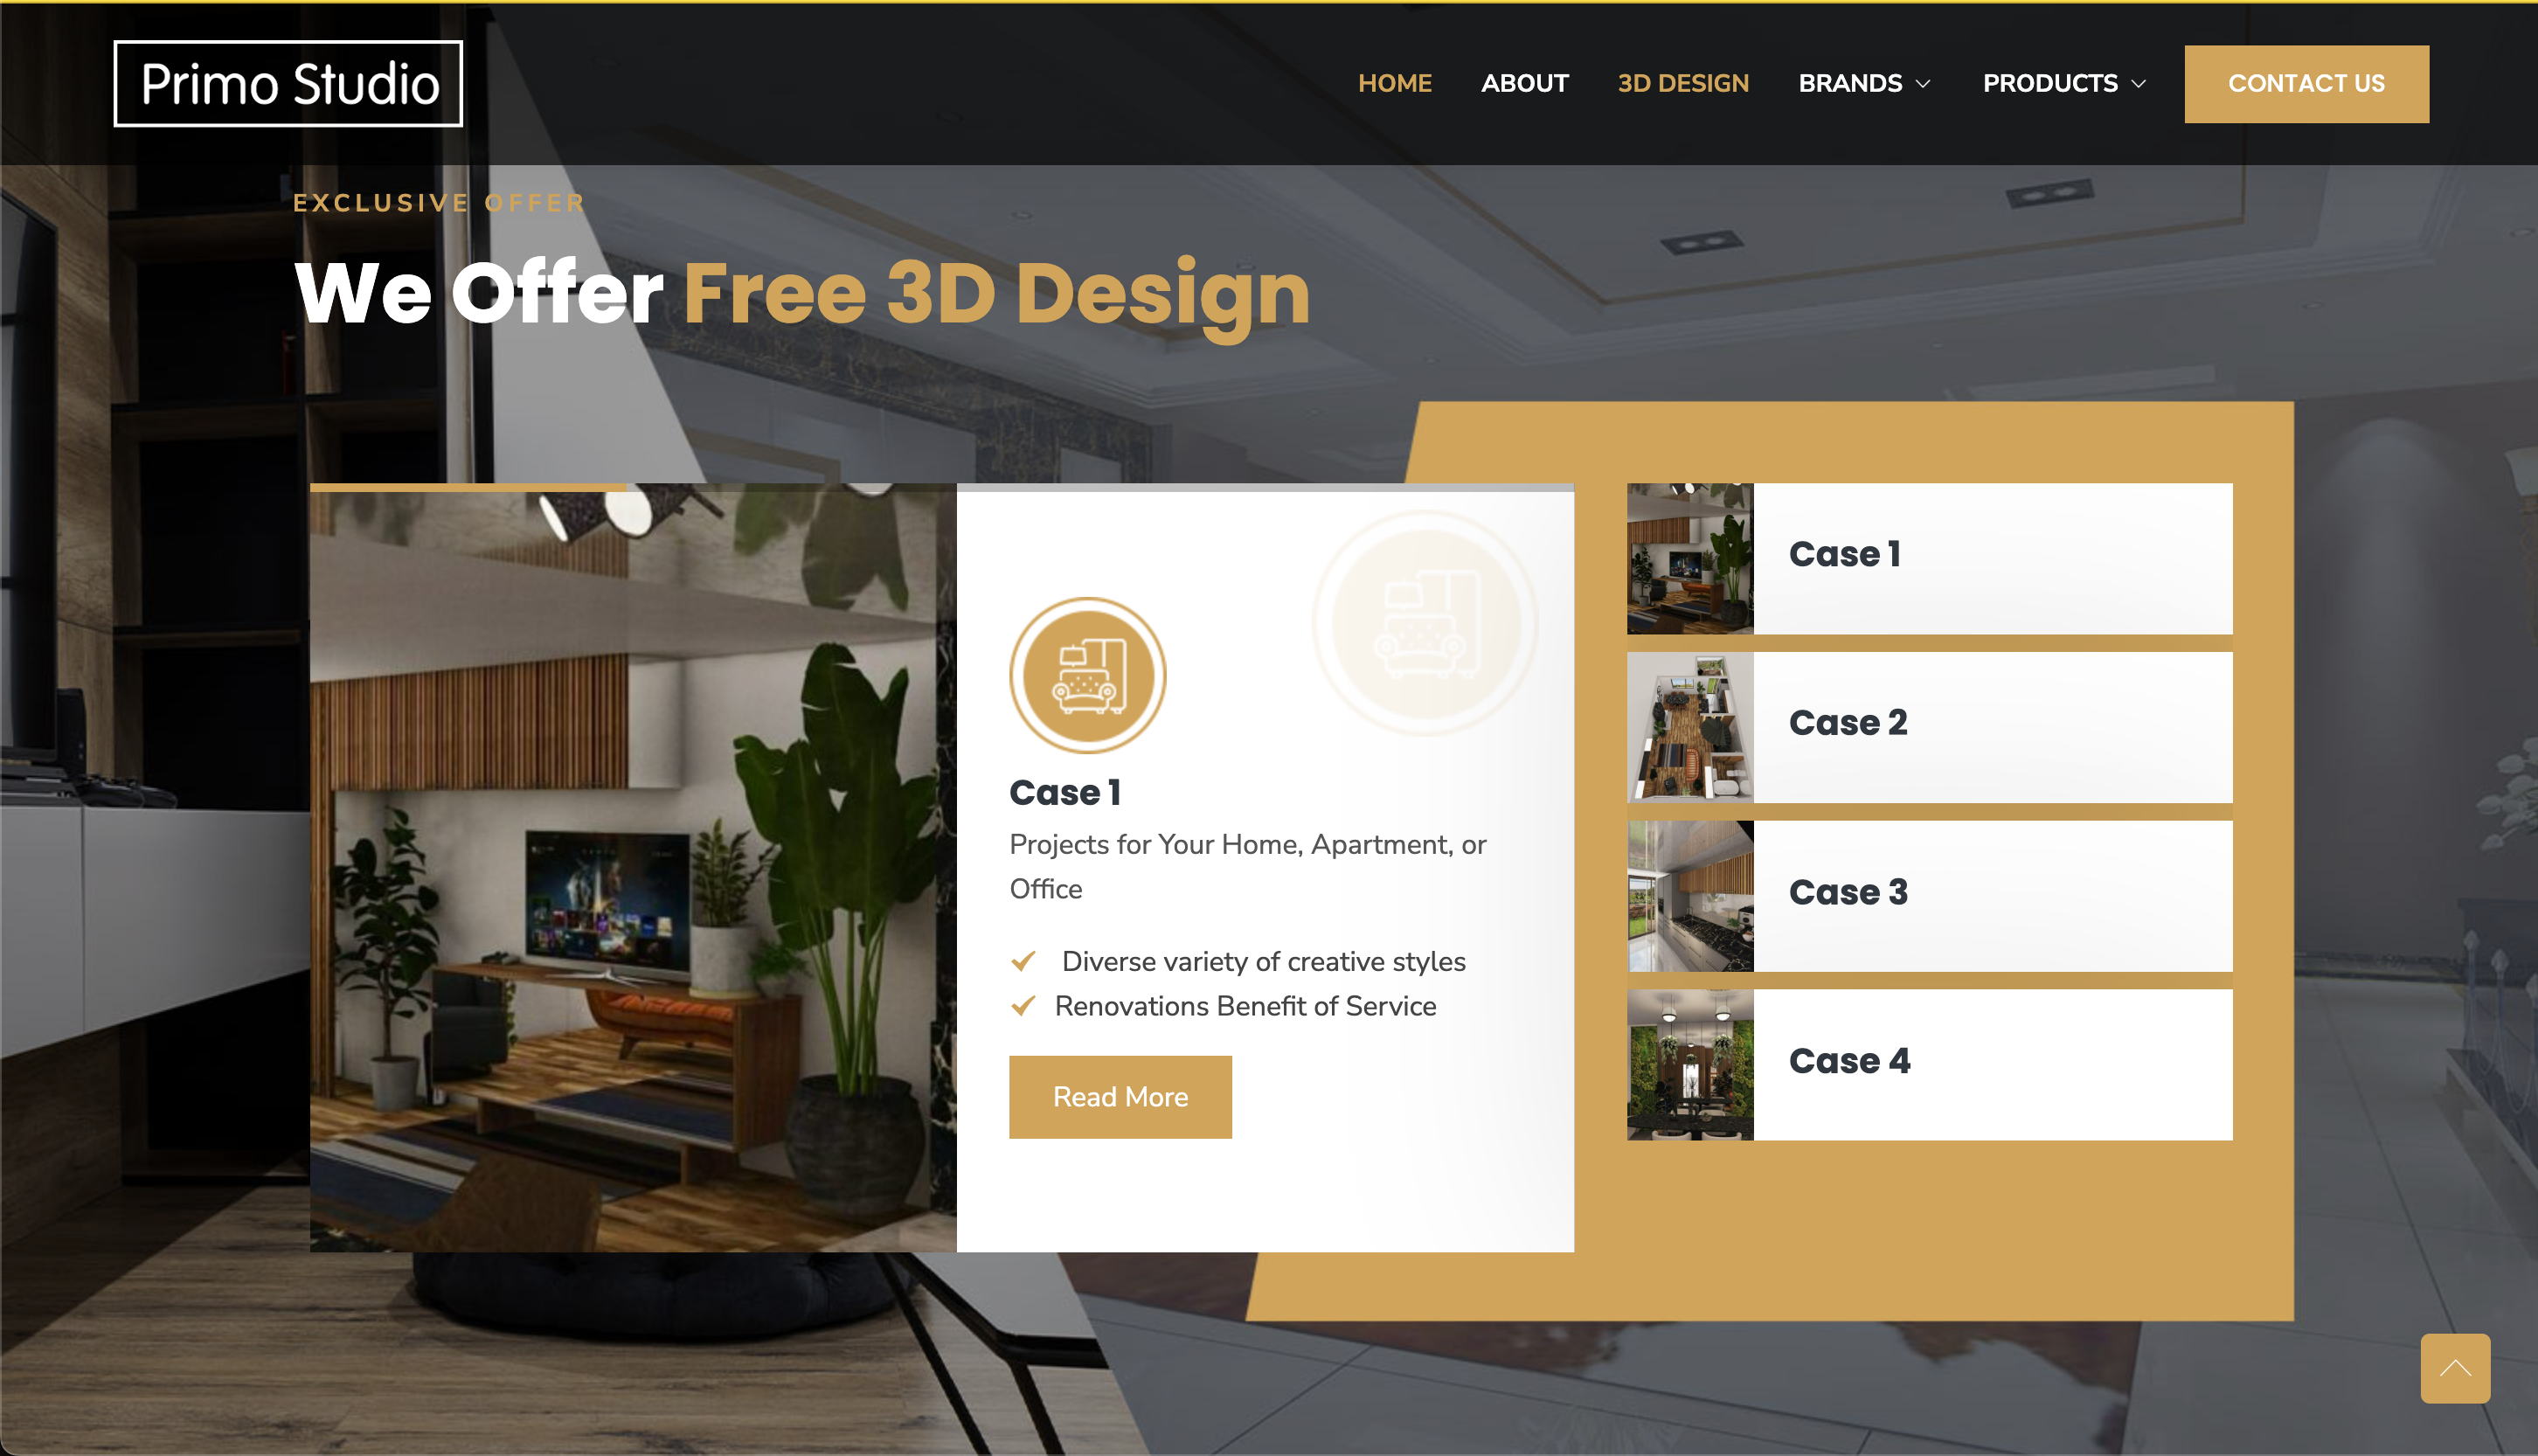 Primo Studio
HOME
ABOUT
3D DESIGN
BRANDS
PRODUCTS
CONTACT US
EXCLUSIVE OFFER
We Offer Free 3D Design
Case 1
Projects for Your Home, Apartment, or
Office
Diverse variety of creative styles
Renovations Benefit of Service
Read More
Case 1
Case 2
Case 3
Case 4